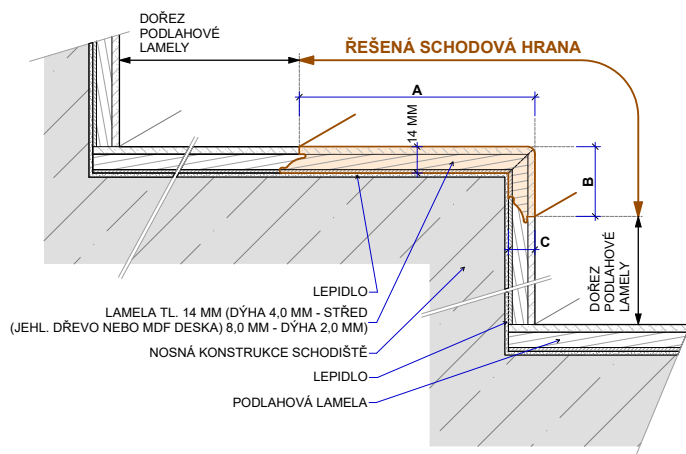 DOŘEZ
PODLAHOVÉ
LAMELY
ŘEŠENÁ SCHODOVÁ HRANA
A
14 MM
B
C
DOŘEZ
PODLAHOVÉ
LAMELY
LEPIDLO
LAMELA TL. 14 MM (DÝHA 4,0 MM - STŘED
(JEHL. DŘEVO NEBO MDF DESKA) 8,0 MM - DÝHA 2,0 MM)
NOSNÁ KONSTRUKCE SCHODIŠTĚ
LEPIDLO
PODLAHOVÁ LAMELA